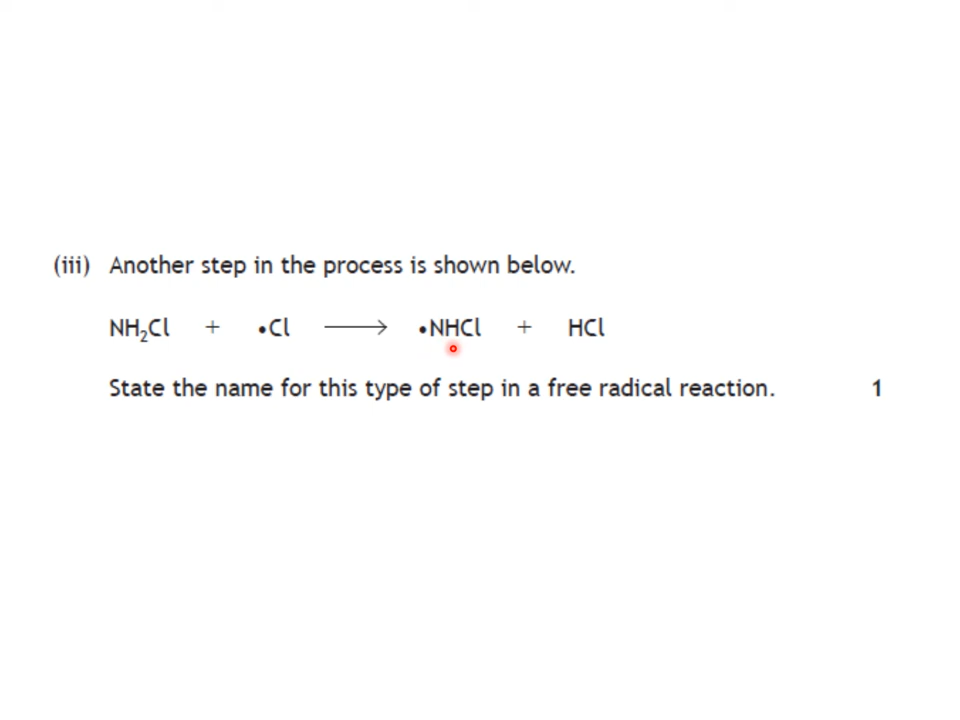 (iii) Another step in the process is shown below.
NH₂Cl + •Cl ⟶ •NHCl + HCl
State the name for this type of step in a free radical reaction. 1